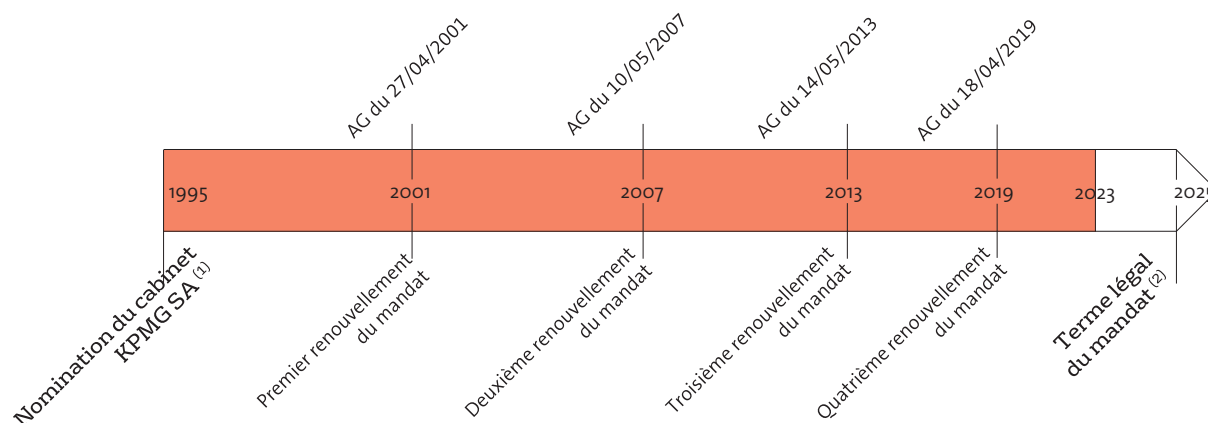 AG du 27/04/2001
AG du 10/05/2007
AG du 14/05/2013
AG du 18/04/2019
1995
2001
2007
2013
2019
2023
2025
Nomination du cabinet
KPMG SA (1)
Premier renouvellement
du mandat
Deuxième renouvellement
du mandat
Troisième renouvellement
du mandat
Quatrième renouvellement
du mandat
Terme légal
du mandat (2)